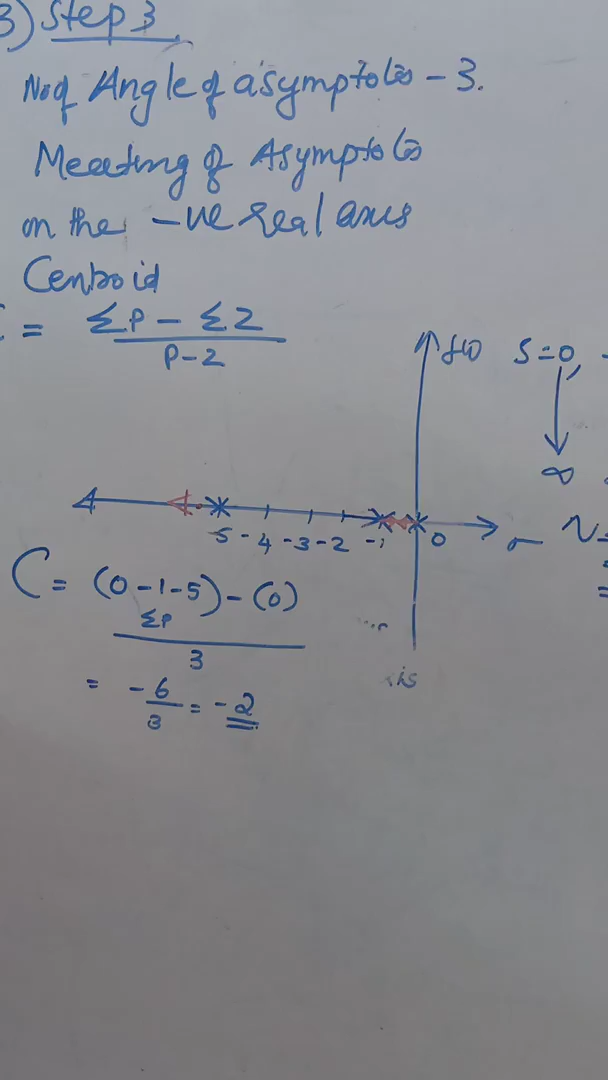 3) Step 3
No of Angle of asymptotes - 3.
Meeting of Asymptotes
on the -ve real axis
Centroid
= ΣP - ΣZ
P-Z
jω
S=0,
∞
-5 -4 -3 -2 -1 0 σ
C = (0-1-5) - (0)
ΣP
3
= -6/3 = -2